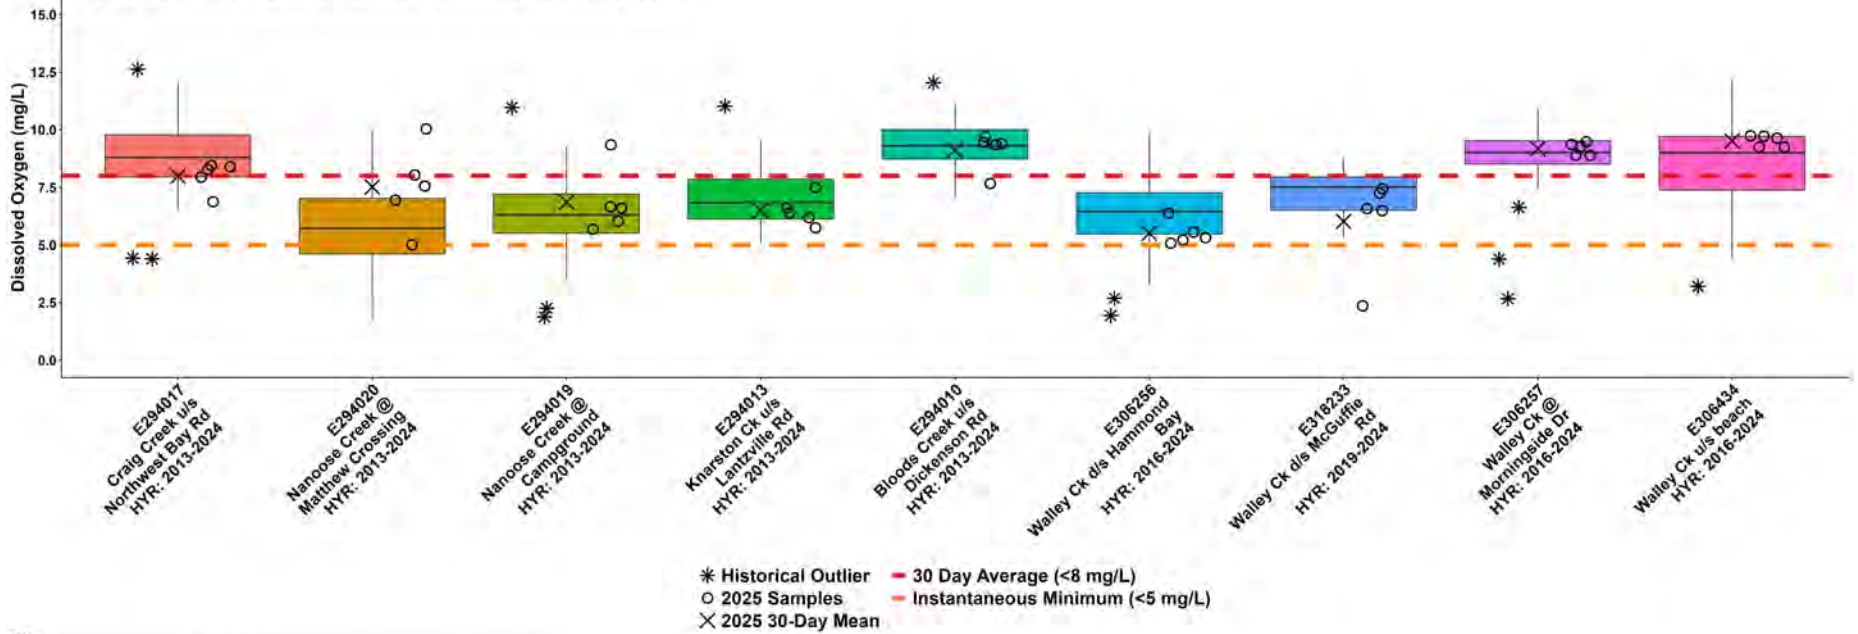 15.0
12.5
10.0
7.5
5.0
2.5
0.0
Dissolved Oxygen (mg/L)
E294017
Craig Creek u/s
Northwest Bay Rd
HYR: 2013-2024
E294020
Nanoose Creek @
Matthew Crossing
HYR: 2013-2024
E294019
Nanoose Creek @
Campground
HYR: 2013-2024
E294013
Knarston Ck u/s
Lantzville Rd
HYR: 2013-2024
E294010
Bloods Creek u/s
Dickenson Rd
HYR: 2013-2024
E306256
Walley Ck d/s Hammond
Bay
HYR: 2016-2024
E318233
Walley Ck d/s McGuffie
Rd
HYR: 2019-2024
E306257
Walley Ck @
Morningside Dr
HYR: 2016-2024
E306434
Walley Ck u/s beach
HYR: 2016-2024
Historical Outlier
2025 Samples
2025 30-Day Mean
30 Day Average (<8 mg/L)
Instantaneous Minimum (<5 mg/L)